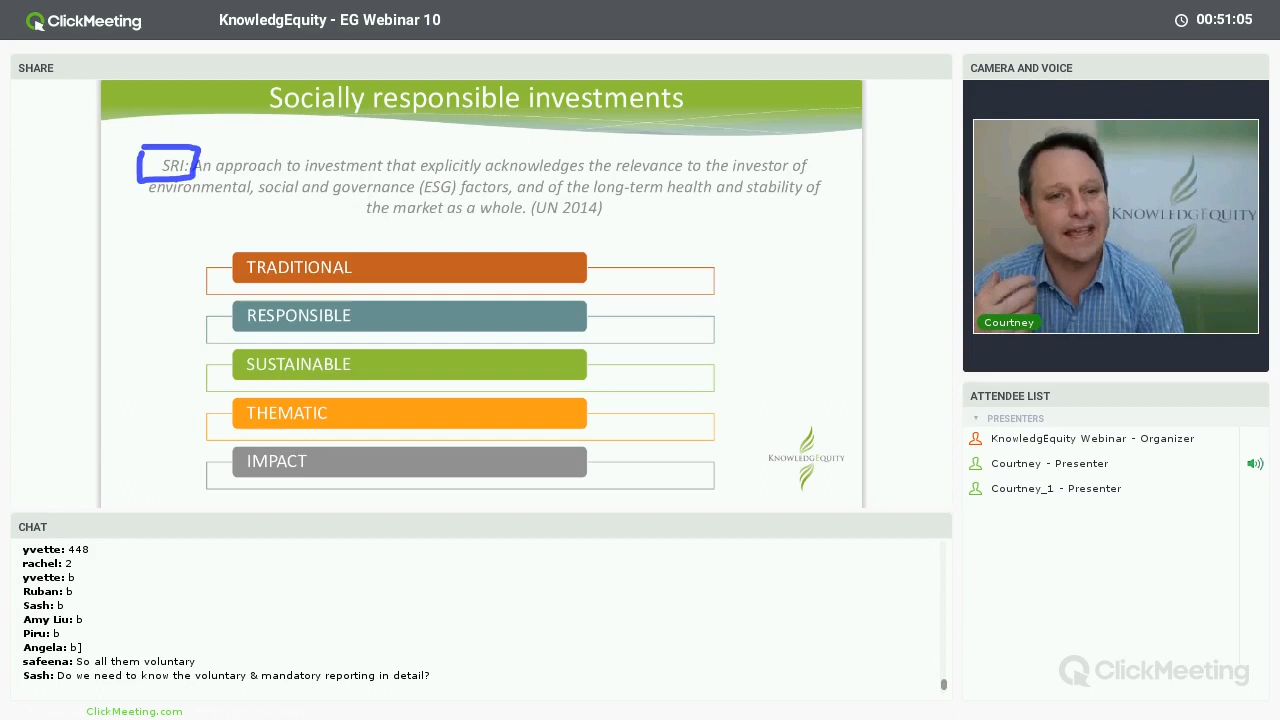 ClickMeeting
KnowledgEquity - EG Webinar 10
00:51:05
SHARE
Socially responsible investments
SRI: An approach to investment that explicitly acknowledges the relevance to the investor of
environmental, social and governance (ESG) factors, and of the long-term health and stability of
the market as a whole. (UN 2014)
TRADITIONAL
RESPONSIBLE
SUSTAINABLE
THEMATIC
IMPACT
KNOWLEDGEQUITY
CAMERA AND VOICE
KNOWLEDGEQUITY
Courtney
ATTENDEE LIST
PRESENTERS
KnowledgEquity Webinar - Organizer
Courtney - Presenter
Courtney_1 - Presenter
CHAT
yvette: 448
rachel: 2
yvette: b
Ruban: b
Sash: b
Amy Liu: b
Piru: b
Angela: b]
safeena: So all them voluntary
Sash: Do we need to know the voluntary & mandatory reporting in detail?
ClickMeeting
ClickMeeting.com